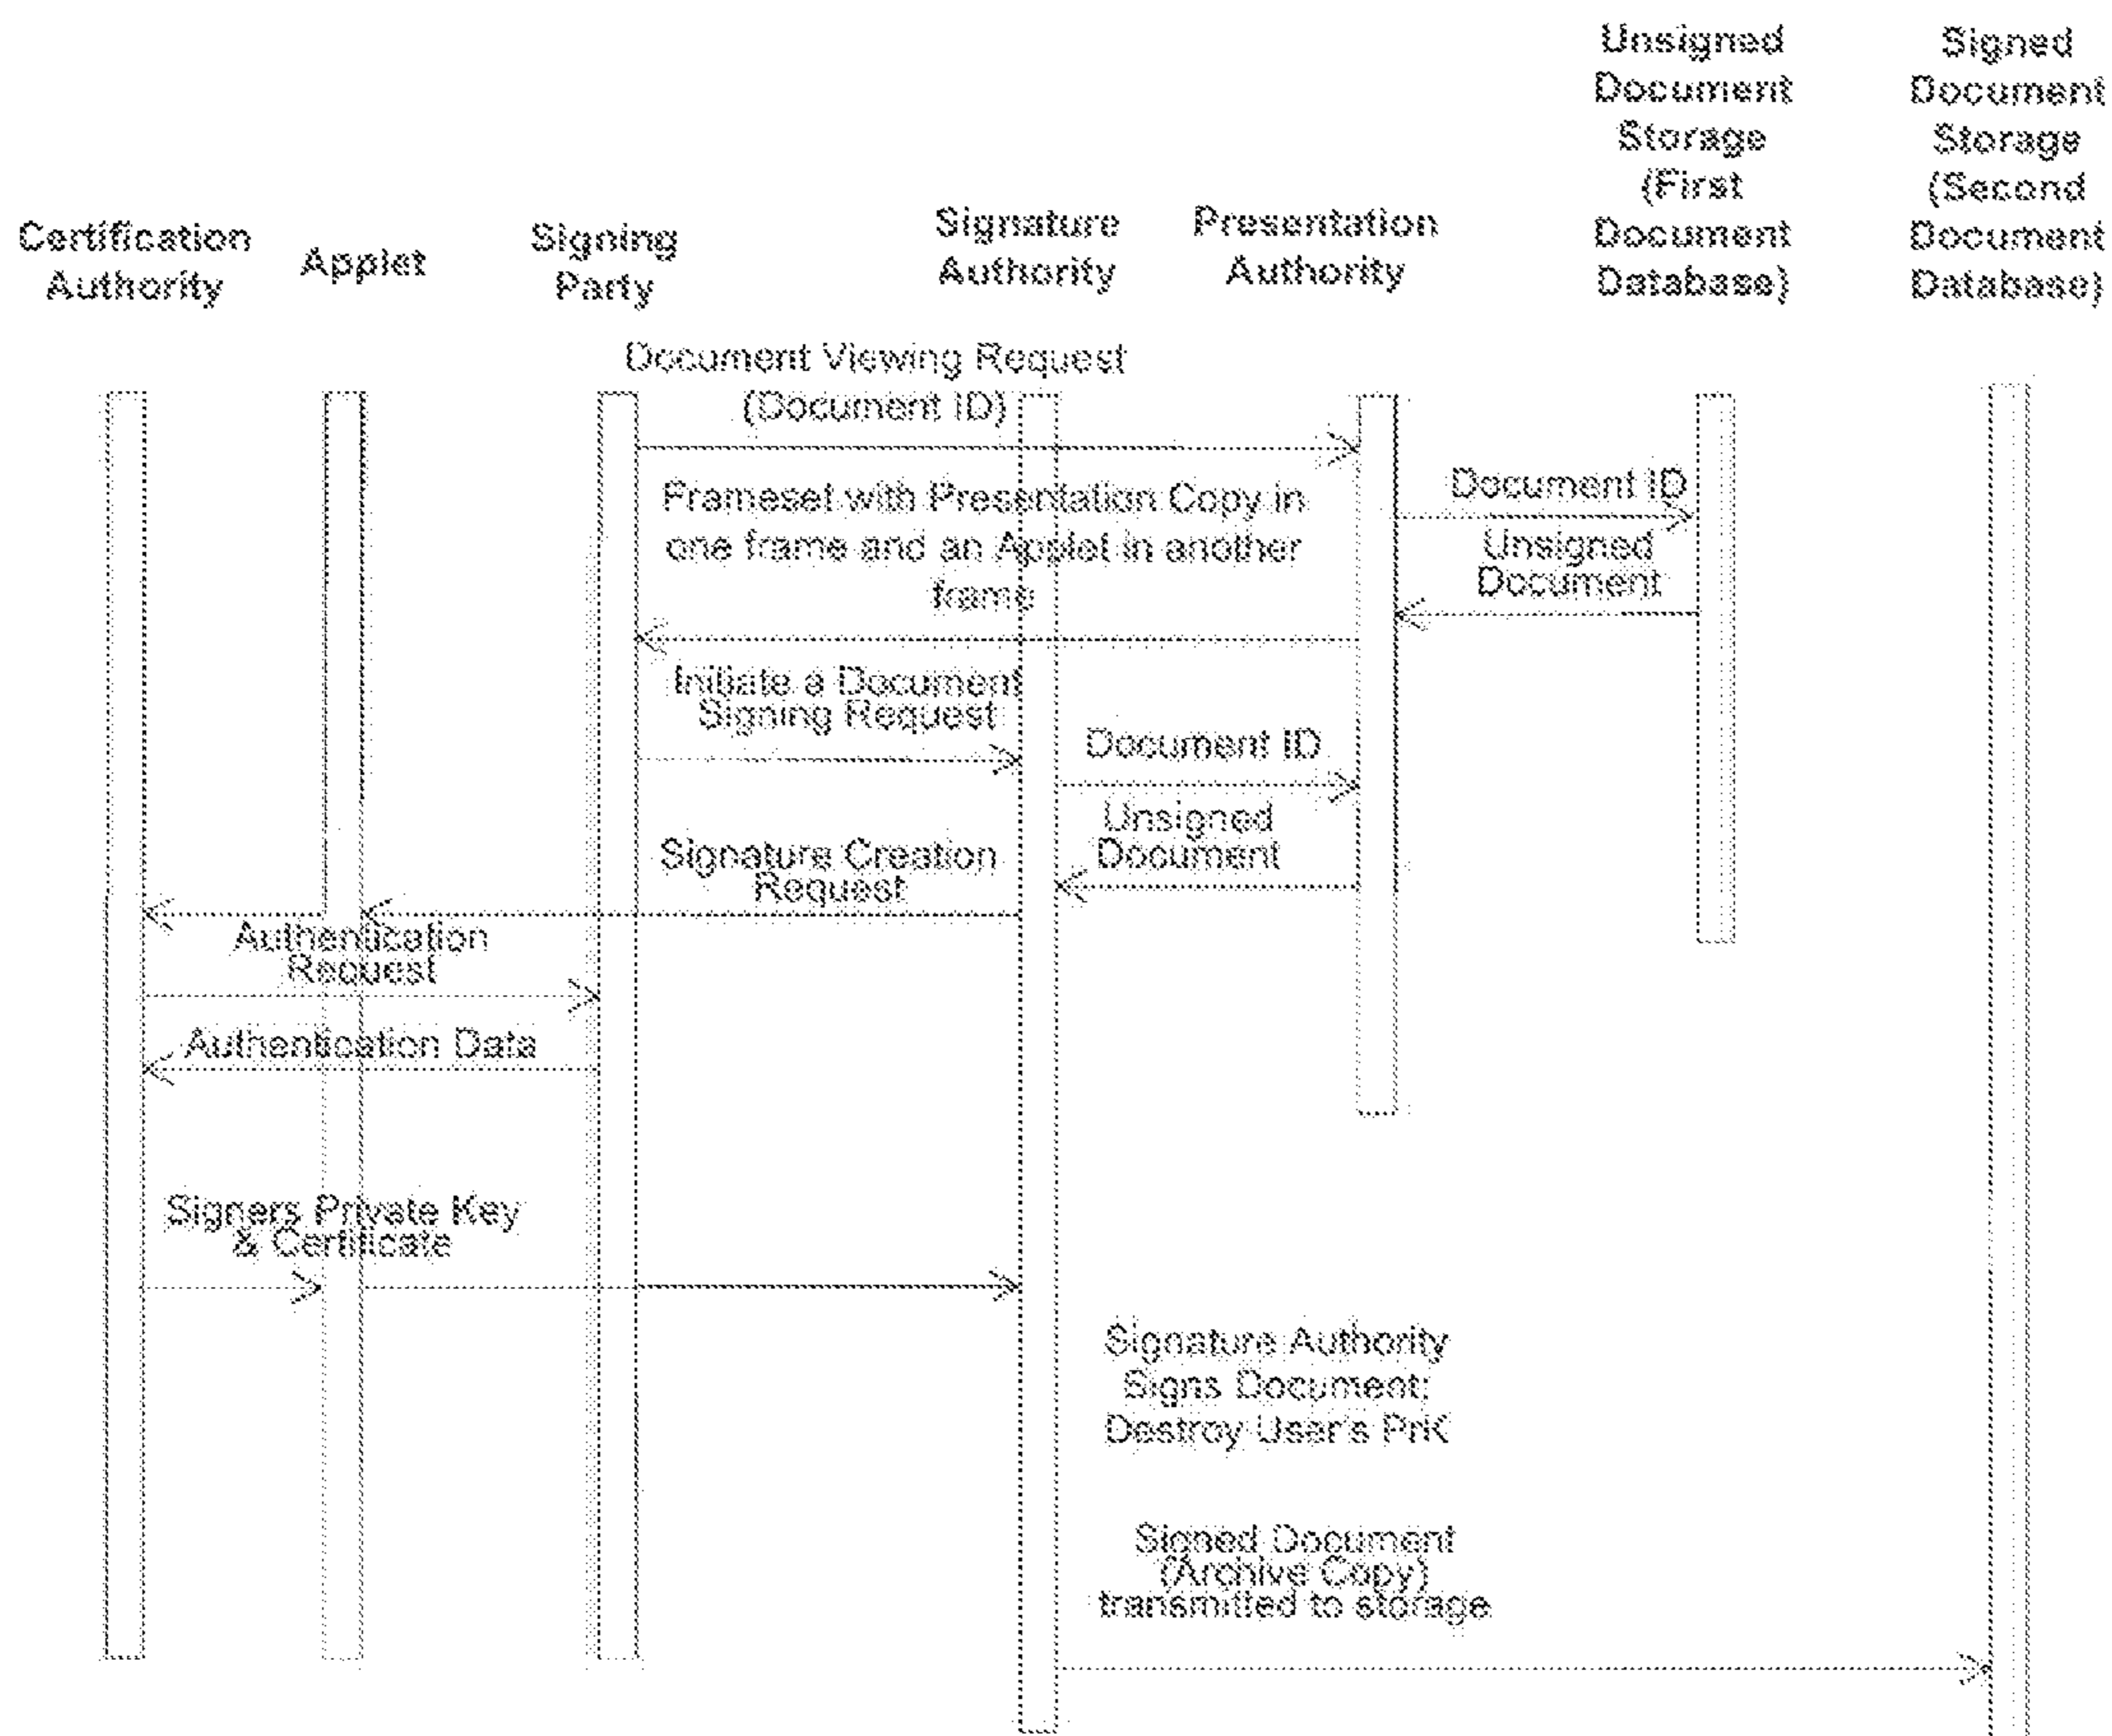 Certification
Authority
Applet
Signing
Party
Signature
Authority
Presentation
Authority
Unsigned
Document
Storage
(First
Document
Database)
Signed
Document
Storage
(Second
Document
Database)
Document Viewing Request
(Document ID)
Frameset with Presentation Copy in
one frame and an Applet in another
frame
Document ID
Unsigned
Document
Initiate a Document
Signing Request
Document ID
Unsigned
Document
Signature Creation
Request
Authentication
Request
Authentication Data
Signers Private Key
& Certificate
Signature Authority
Signs Document;
Destroy User's PrK
Signed Document
(Archive Copy)
transmitted to storage